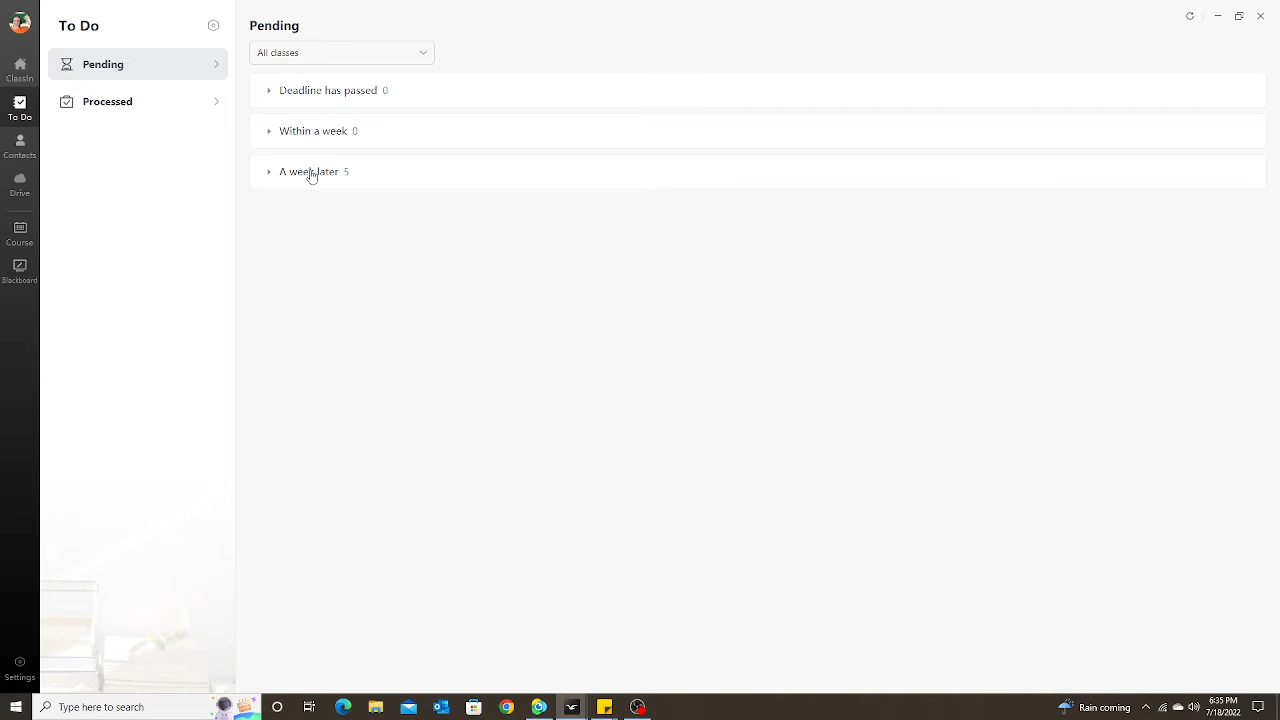 To Do
Pending
Processed
ClassIn
To Do
Contacts
Drive
Course
Blackboard
Settings
Pending
All classes
Deadline has passed 0
Within a week 0
A week later 5
Type here to search
Rain coming
6:35 PM
7/18/2022